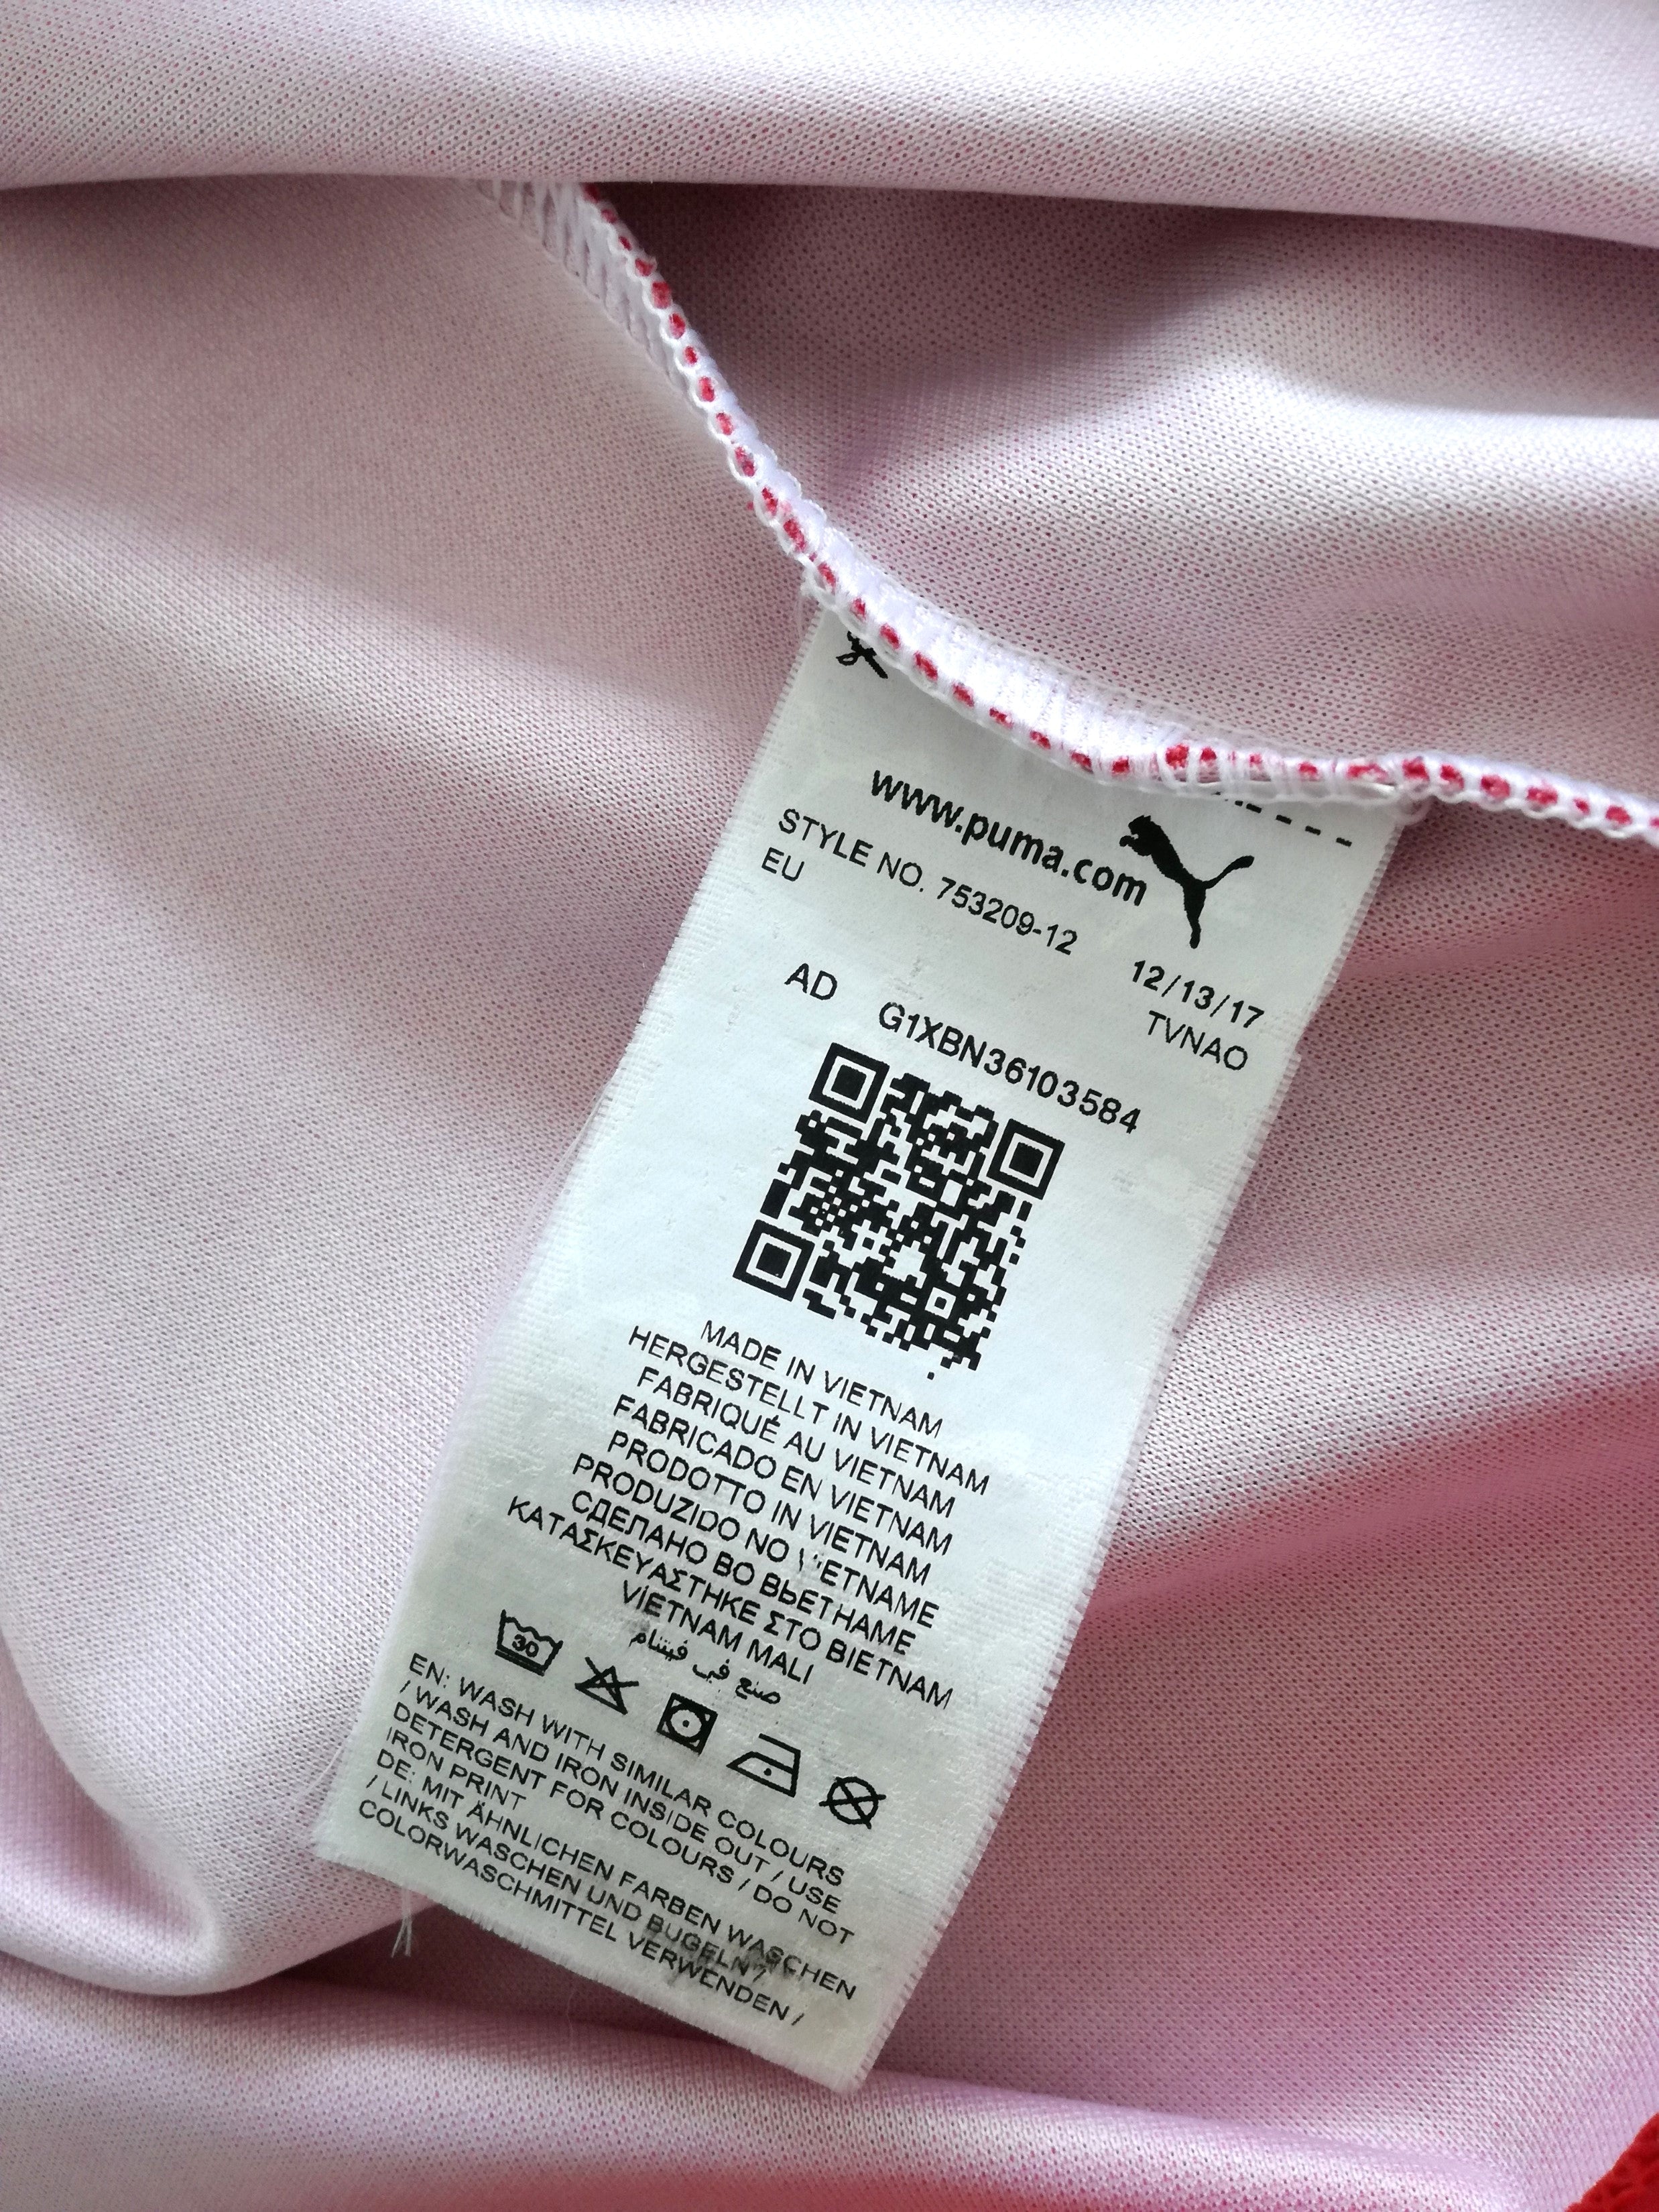 www.puma.com
STYLE NO. 753209-12
EU
12/13/17
TVNAO
AD G1XBN36103584
MADE IN VIETNAM
HERGESTELLT IN VIETNAM
FABRIQUÉ AU VIETNAM
FABRICADO EN VIETNAM
PRODOTTO IN VIETNAM
PRODUZIDO NO VIETNAME
СДЕЛАНО ВО ВЬЕТНАМЕ
ΚΑΤΑΣΚΕΥΑΣΤΗΚΕ ΣΤΟ ΒΙΕΤΝΑΜ
VİETNAM MALI
صنع في فيتنام
30
EN: WASH WITH SIMILAR COLOURS
/ WASH AND IRON INSIDE OUT / USE
DETERGENT FOR COLOURS / DO NOT
IRON PRINT
DE: MIT ÄHNLICHEN FARBEN WASCHEN
/ LINKS WASCHEN UND BÜGELN /
COLORWASCHMITTEL VERWENDEN /